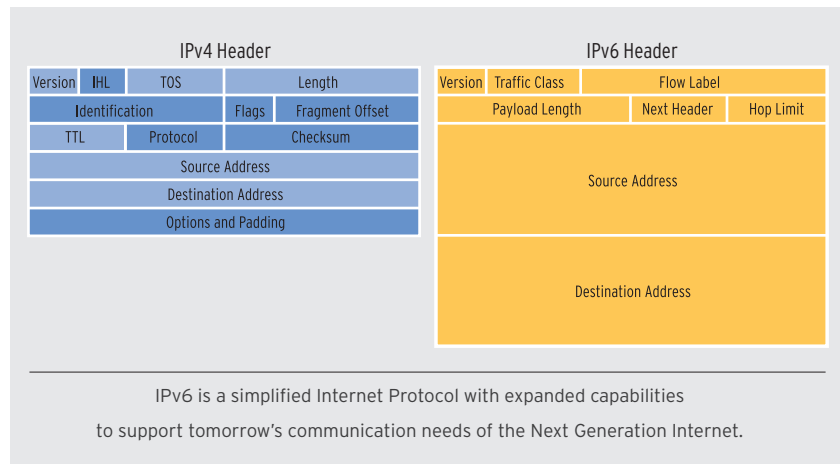 IPv4 Header
Version IHL TOS Length
Identification Flags Fragment Offset
TTL Protocol Checksum
Source Address
Destination Address
Options and Padding
IPv6 Header
Version Traffic Class Flow Label
Payload Length Next Header Hop Limit
Source Address
Destination Address
IPv6 is a simplified Internet Protocol with expanded capabilities
to support tomorrow's communication needs of the Next Generation Internet.